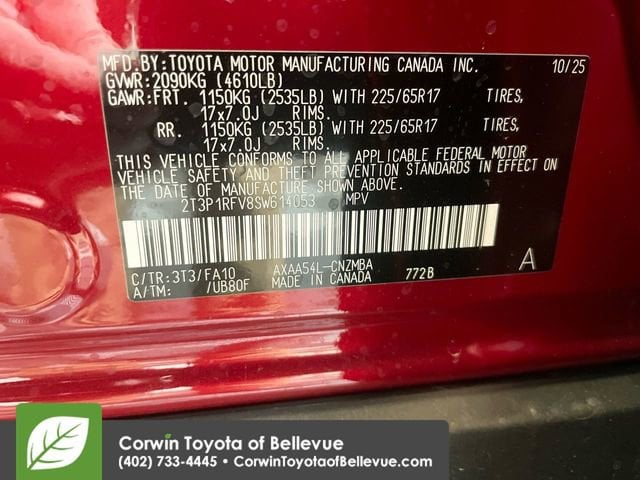 MFD.BY:TOYOTA MOTOR MANUFACTURING CANADA INC. 10/25
GVWR:2090KG (4610LB)
GAWR:FRT. 1150KG (2535LB) WITH 225/65R17 TIRES,
17x7.0J RIMS.
RR. 1150KG (2535LB) WITH 225/65R17 TIRES,
17x7.0J RIMS.
THIS VEHICLE CONFORMS TO ALL APPLICABLE FEDERAL MOTOR
VEHICLE SAFETY AND THEFT PREVENTION STANDARDS IN EFFECT
ON THE DATE OF MANUFACTURE SHOWN ABOVE.
2T3P1RFV8SW614053 MPV
C/TR:3T3/FA10 AXAA54L-CNZMBA 772B A
A/TM: /UB80F MADE IN CANADA
Corwin Toyota of Bellevue
(402) 733-4445 • CorwinToyotaofBellevue.com